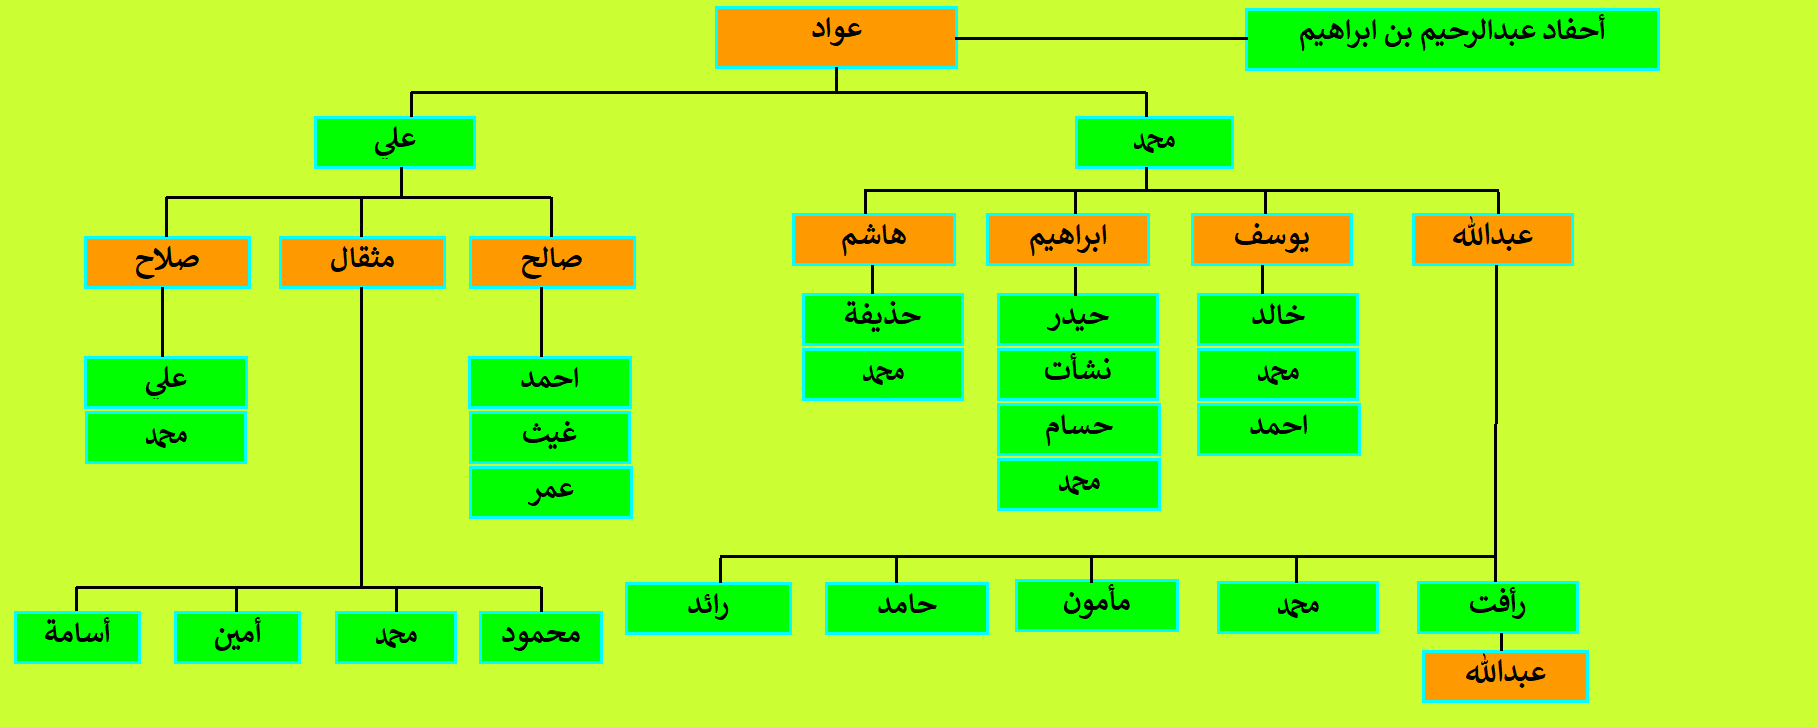 أحفاد عبدالرحيم بن ابراهيم
عواد
محمد
علي
عبدالله
يوسف
ابراهيم
هاشم
صالح
مثقال
صلاح
خالد
محمد
احمد
حيدر
نشأت
حسام
محمد
حذيفة
محمد
احمد
غيث
عمر
علي
محمد
رأفت
محمد
مأمون
حامد
رائد
محمود
محمد
أمين
أسامة
عبدالله